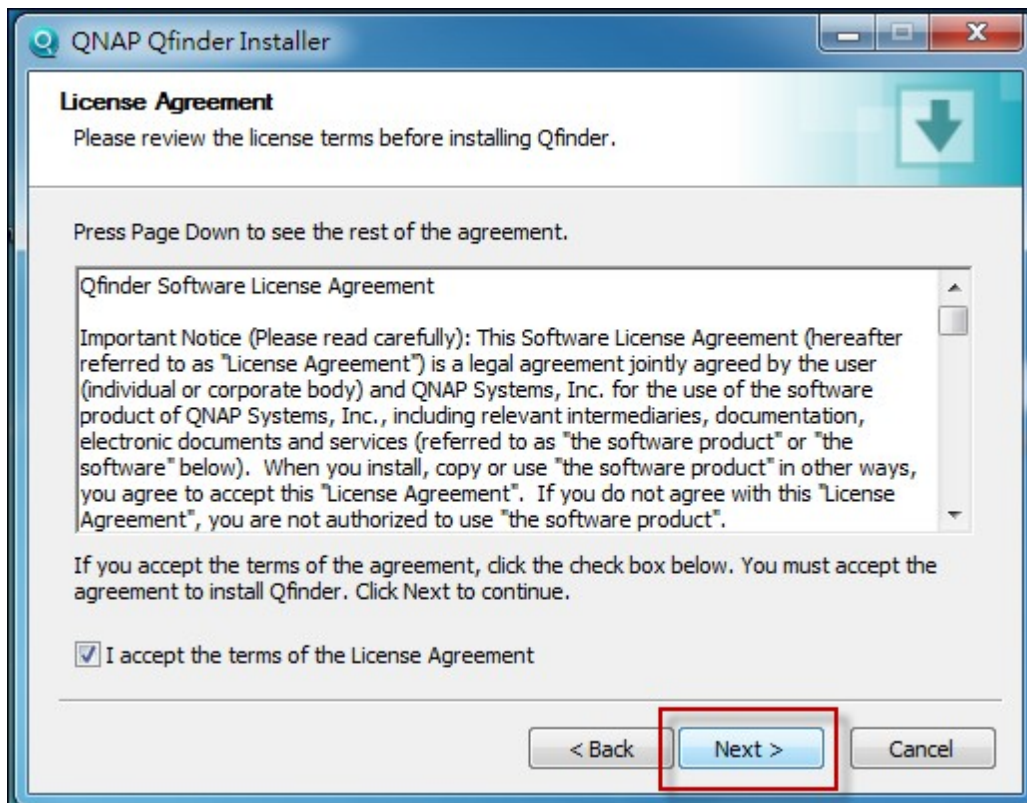 QNAP Qfinder Installer
License Agreement
Please review the license terms before installing Qfinder.
Press Page Down to see the rest of the agreement.
Qfinder Software License Agreement
Important Notice (Please read carefully): This Software License Agreement (hereafter
referred to as "License Agreement") is a legal agreement jointly agreed by the user
(individual or corporate body) and QNAP Systems, Inc. for the use of the software
product of QNAP Systems, Inc., including relevant intermediaries, documentation,
electronic documents and services (referred to as "the software product" or "the
software" below).  When you install, copy or use "the software product" in other ways,
you agree to accept this "License Agreement".  If you do not agree with this "License
Agreement", you are not authorized to use "the software product".
If you accept the terms of the agreement, click the check box below. You must accept the
agreement to install Qfinder. Click Next to continue.
I accept the terms of the License Agreement
< Back
Next >
Cancel